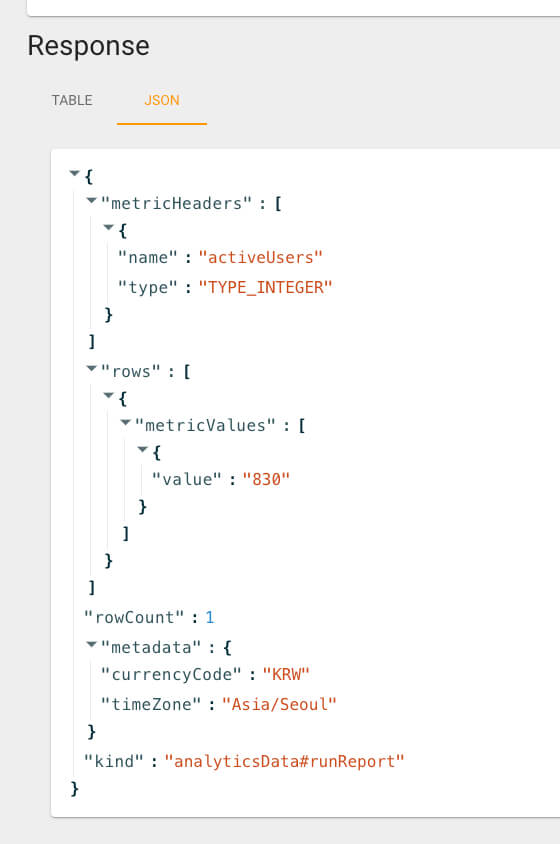 Response
TABLE JSON
{
"metricHeaders" : [
{
"name" : "activeUsers"
"type" : "TYPE_INTEGER"
}
]
"rows" : [
{
"metricValues" : [
{
"value" : "830"
}
]
}
]
"rowCount" : 1
"metadata" : {
"currencyCode" : "KRW"
"timeZone" : "Asia/Seoul"
}
"kind" : "analyticsData#runReport"
}